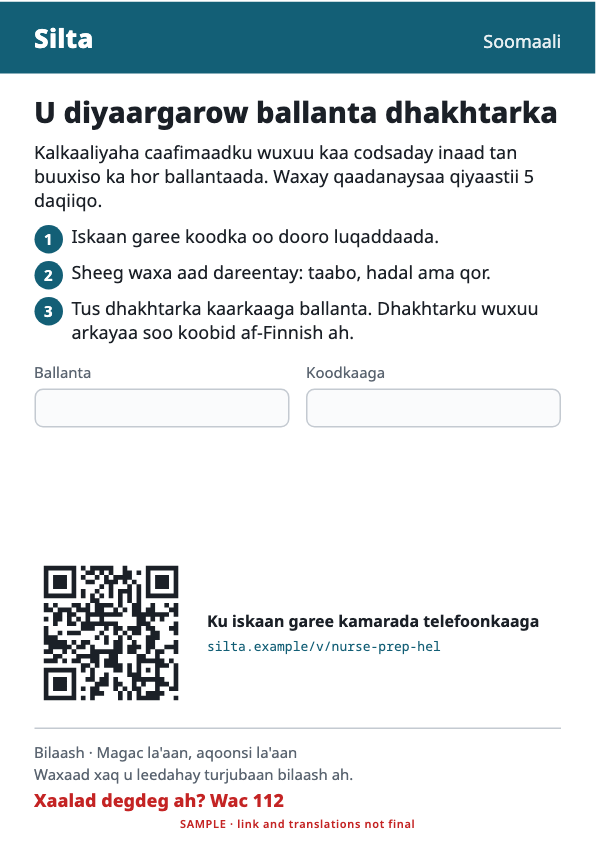 Silta
Soomaali
U diyaargarow ballanta dhakhtarka
Kalkaaliyaha caafimaadku wuxuu kaa codsaday inaad tan
buuxiso ka hor ballantaada. Waxay qaadanaysaa qiyaastii 5
daqiiqo.
1 Iskaan garee koodka oo dooro luqaddaada.
2 Sheeg waxa aad dareentay: taabo, hadal ama qor.
3 Tus dhakhtarka kaarkaaga ballanta. Dhakhtarku wuxuu
arkayaa soo koobid af-Finnish ah.
Ballanta
Koodkaaga
Ku iskaan garee kamarada telefoonkaaga
silta.example/v/nurse-prep-hel
Bilaash · Magac la'aan, aqoonsi la'aan
Waxaad xaq u leedahay turjubaan bilaash ah.
Xaalad degdeg ah? Wac 112
SAMPLE · link and translations not final